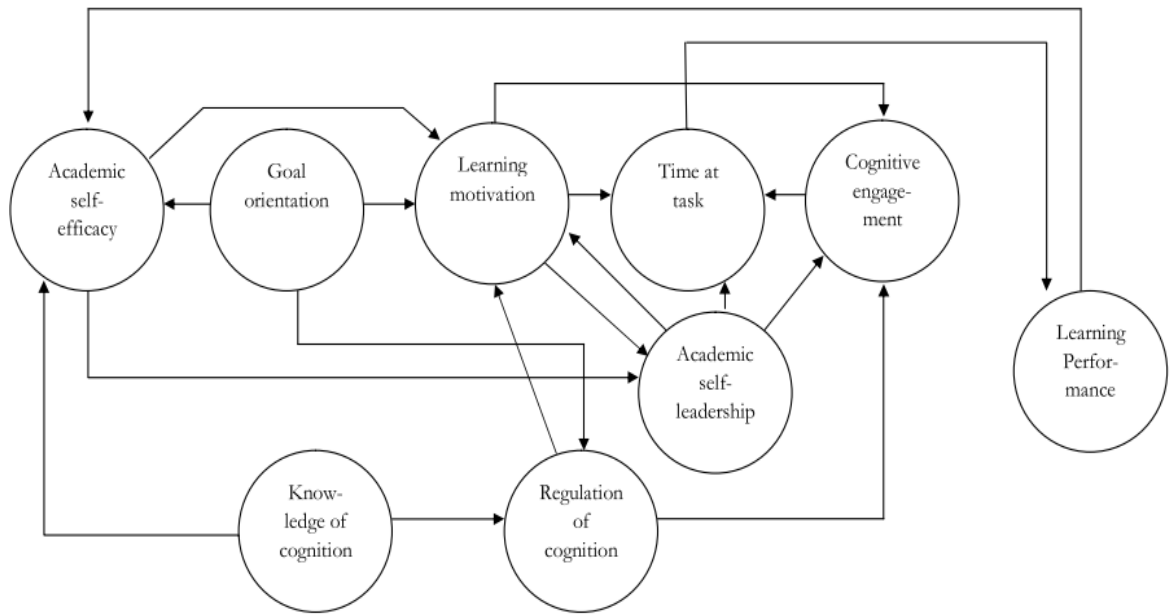 Academic
self-
efficacy
Goal
orientation
Learning
motivation
Time at
task
Cognitive
engage-
ment
Learning
Perfor-
mance
Academic
self-
leadership
Know-
ledge of
cognition
Regulation
of
cognition